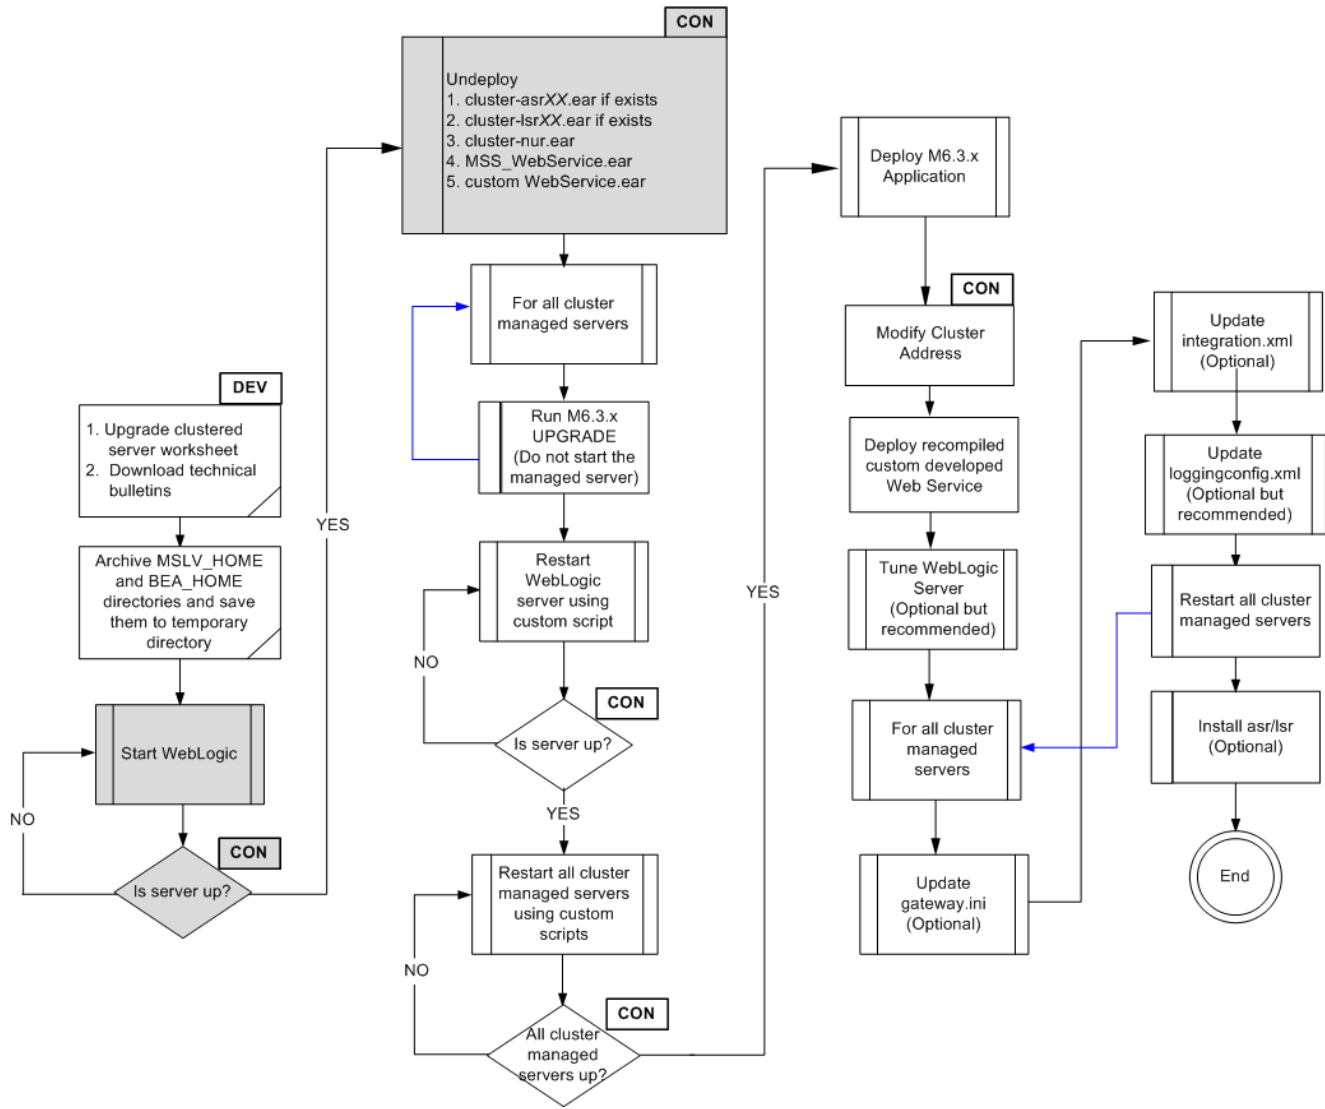 DEV
1. Upgrade clustered
server worksheet
2. Download technical
bulletins
Archive MSLV_HOME
and BEA_HOME
directories and save
them to temporary
directory
Start WebLogic
NO
CON
Is server up?
YES
CON
Undeploy
1. cluster-asrXX.ear if exists
2. cluster-lsrXX.ear if exists
3. cluster-nur.ear
4. MSS_WebService.ear
5. custom WebService.ear
For all cluster
managed servers
Run M6.3.x
UPGRADE
(Do not start the
managed server)
Restart
WebLogic
server using
custom script
NO
CON
Is server up?
YES
Restart all cluster
managed servers
using custom
scripts
NO
CON
All cluster
managed
servers up?
YES
Deploy M6.3.x
Application
CON
Modify Cluster
Address
Deploy recompiled
custom developed
Web Service
Tune WebLogic
Server
(Optional but
recommended)
For all cluster
managed
servers
Update
gateway.ini
(Optional)
Update
integration.xml
(Optional)
Update
loggingconfig.xml
(Optional but
recommended)
Restart all cluster
managed servers
Install asr/lsr
(Optional)
End